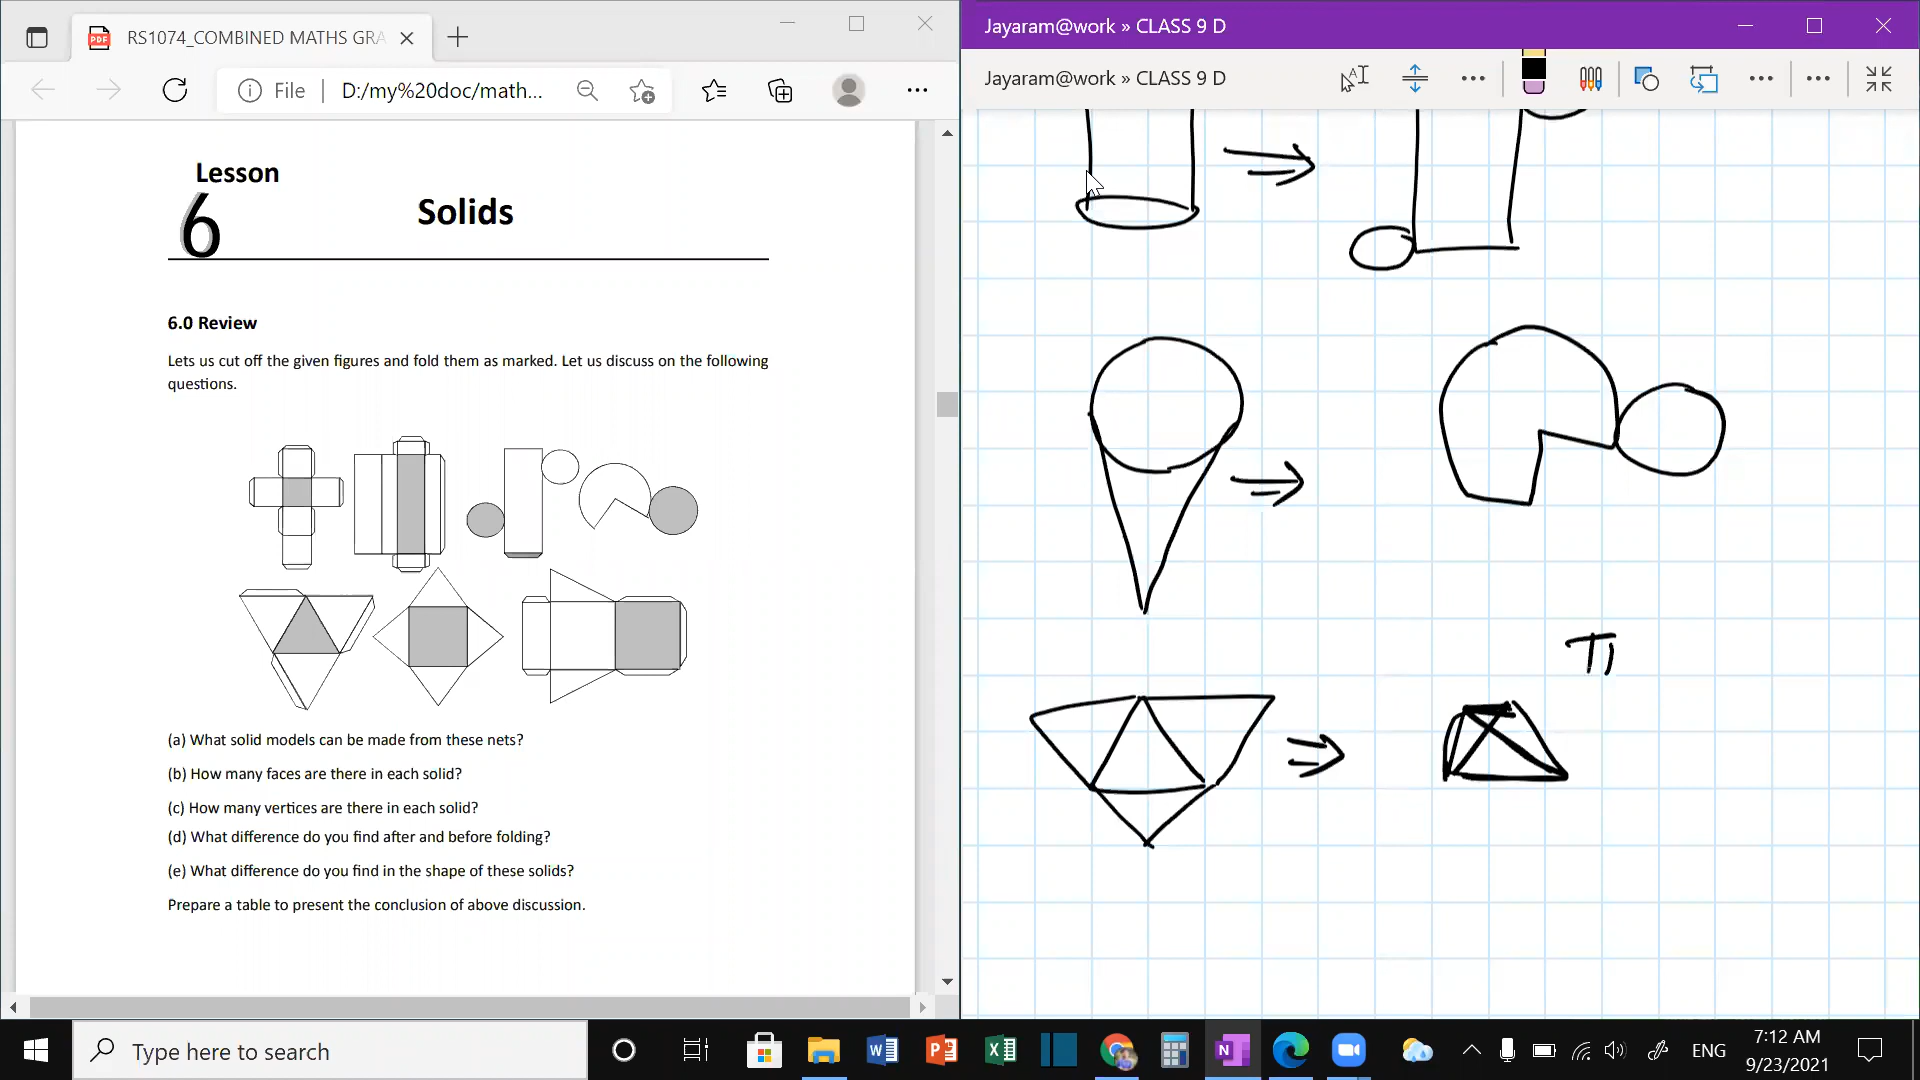 RS1074_COMBINED MATHS GRA
File
D:/my%20doc/math...
Lesson
6
Solids
6.0 Review
Lets us cut off the given figures and fold them as marked. Let us discuss on the following
questions.
(a) What solid models can be made from these nets?
(b) How many faces are there in each solid?
(c) How many vertices are there in each solid?
(d) What difference do you find after and before folding?
(e) What difference do you find in the shape of these solids?
Prepare a table to present the conclusion of above discussion.
Jayaram@work » CLASS 9 D
Jayaram@work » CLASS 9 D
Type here to search
ENG
7:12 AM
9/23/2021